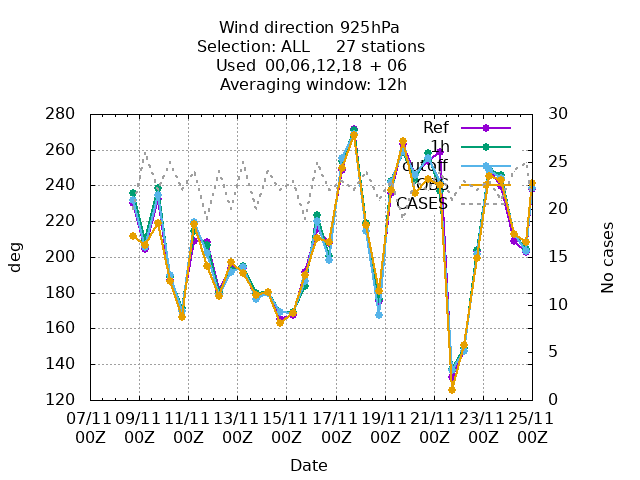 Wind direction 925hPa
Selection: ALL 27 stations
Used 00,06,12,18 + 06
Averaging window: 12h
280 30
Ref
1h
260 cutoff 25
OBS
240 CASES 20
220
200 15
180 10
160
140 5
120 0
deg
No cases
07/11 09/11 11/11 13/11 15/11 17/11 19/11 21/11 23/11 25/11
00Z 00Z 00Z 00Z 00Z 00Z 00Z 00Z 00Z 00Z
Date